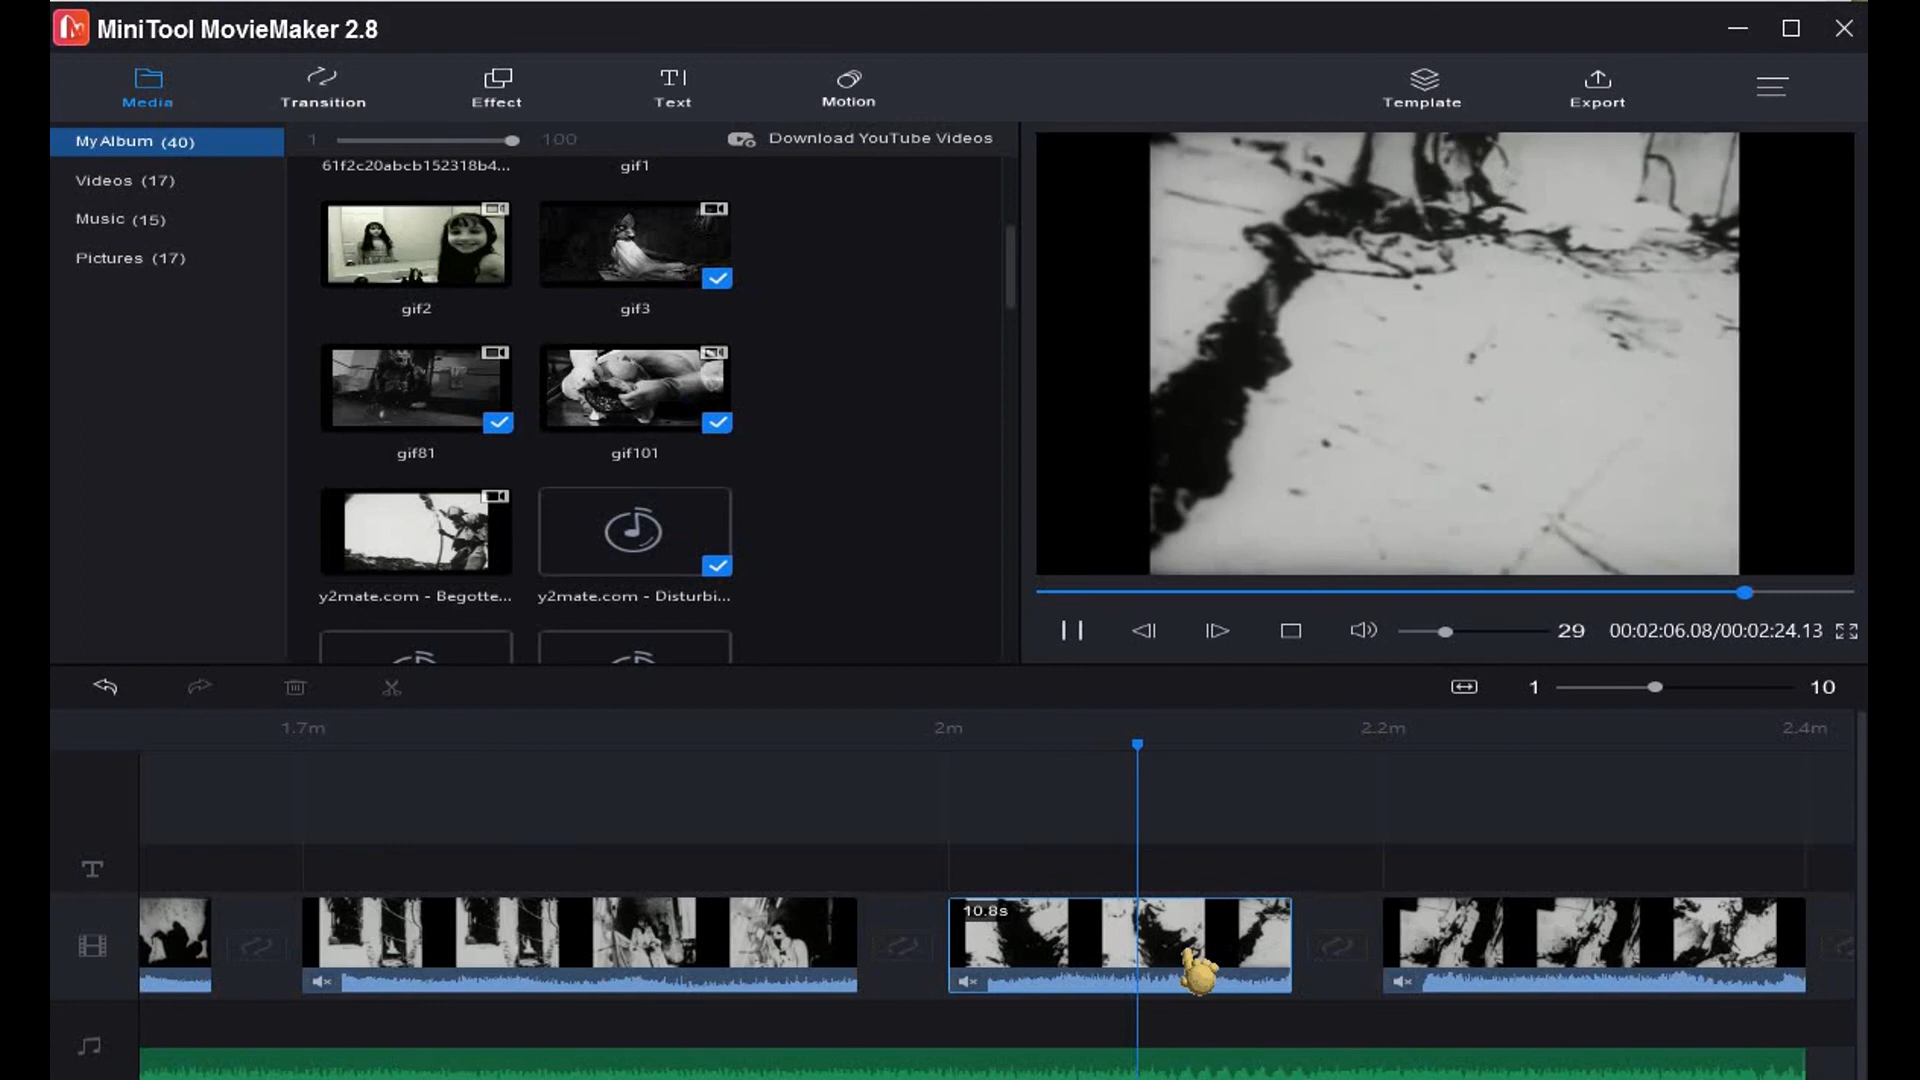 MiniTool MovieMaker 2.8
Media
Transition
Effect
Text
Motion
Template
Export
My Album (40)
1
100
Download YouTube Videos
61f2c20abcb152318b4...
gif1
Videos (17)
Music (15)
Pictures (17)
gif2
gif3
gif81
gif101
y2mate.com - Begotte...
y2mate.com - Disturbi...
29
00:02:06.08/00:02:24.13
1
10
1.7m
2m
2.2m
2.4m
T
10.8s